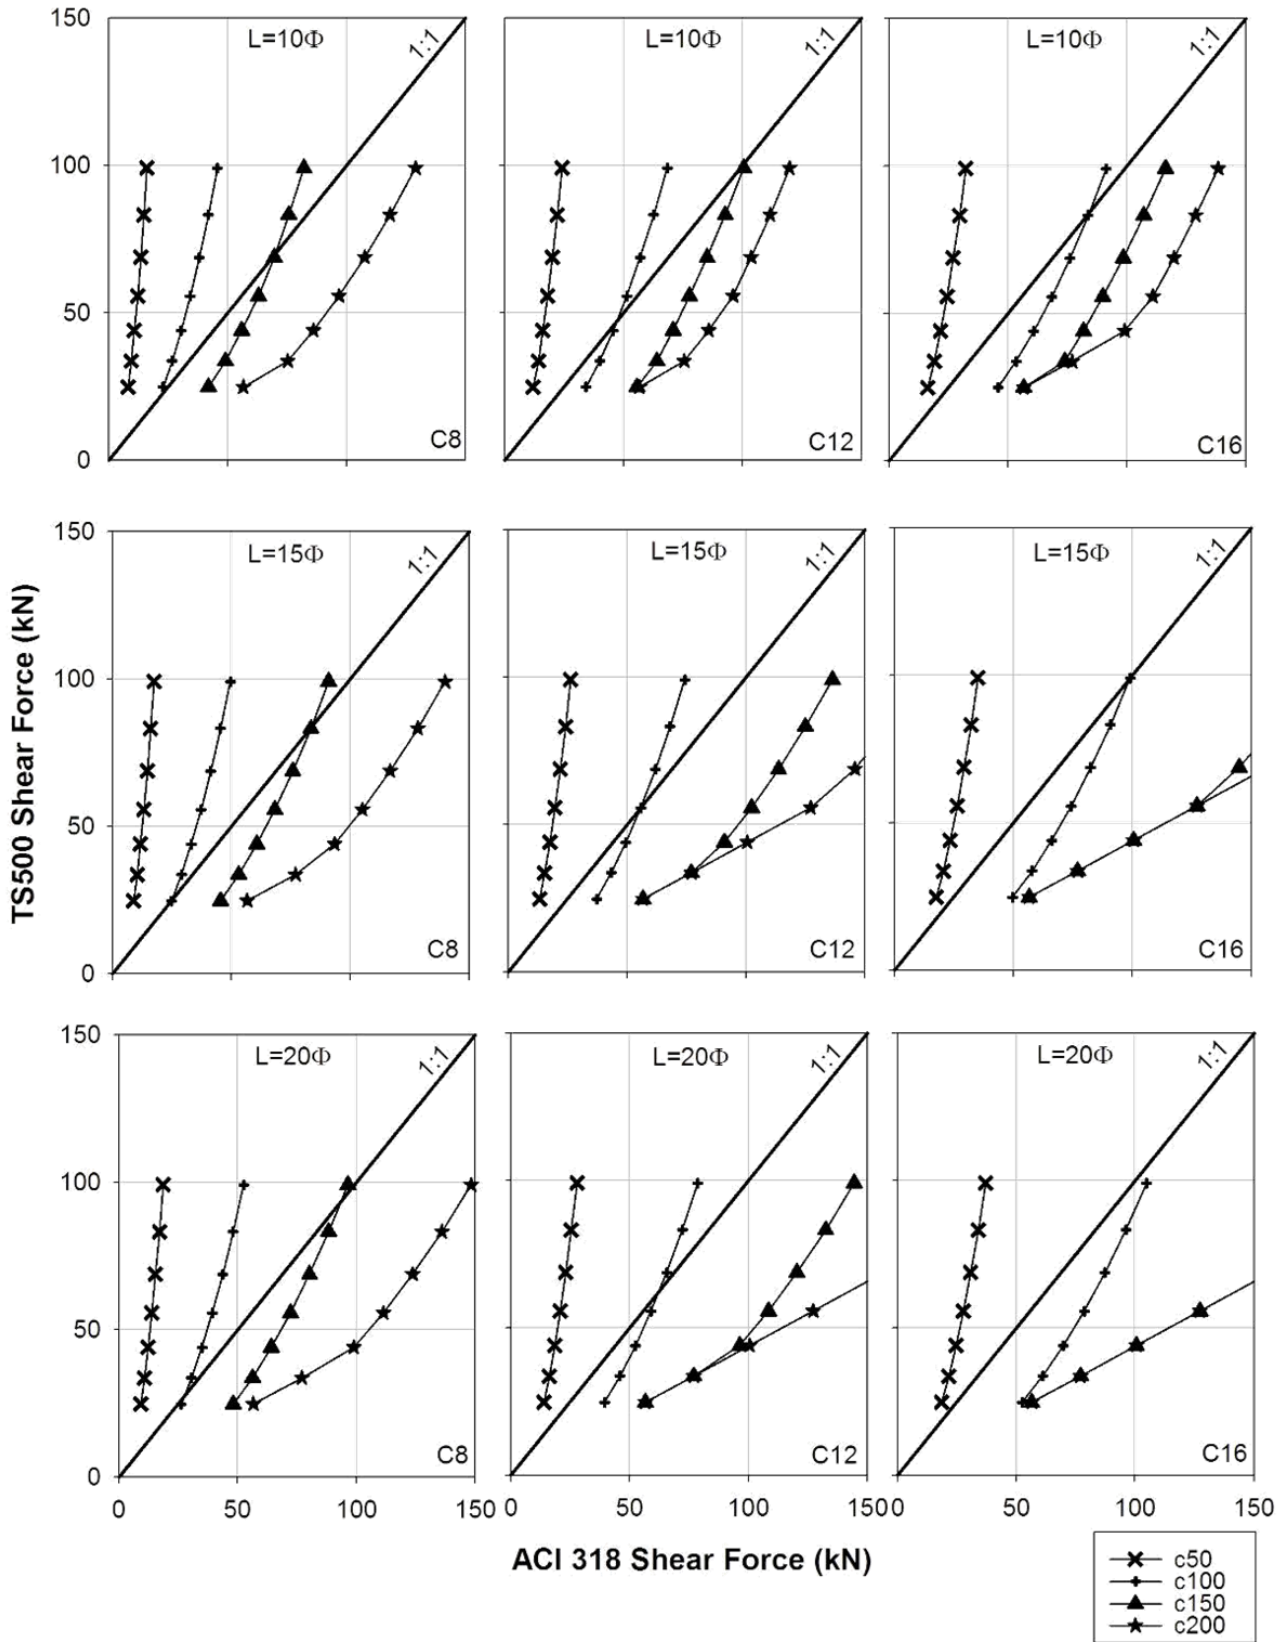 150 L=10Φ 1:1 L=10Φ 1:1 L=10Φ 1:1
100
50
C8 C12 C16
0
150 L=15Φ 1:1 L=15Φ 1:1 L=15Φ 1:1
100
50
C8 C12 C16
0
TS500 Shear Force (kN)
150 L=20Φ 1:1 L=20Φ 1:1 L=20Φ 1:1
100
50
C8 C12 C16
0
0 50 100 150 0 50 100 150 0 50 100 150
ACI 318 Shear Force (kN)
c50
c100
c150
c200